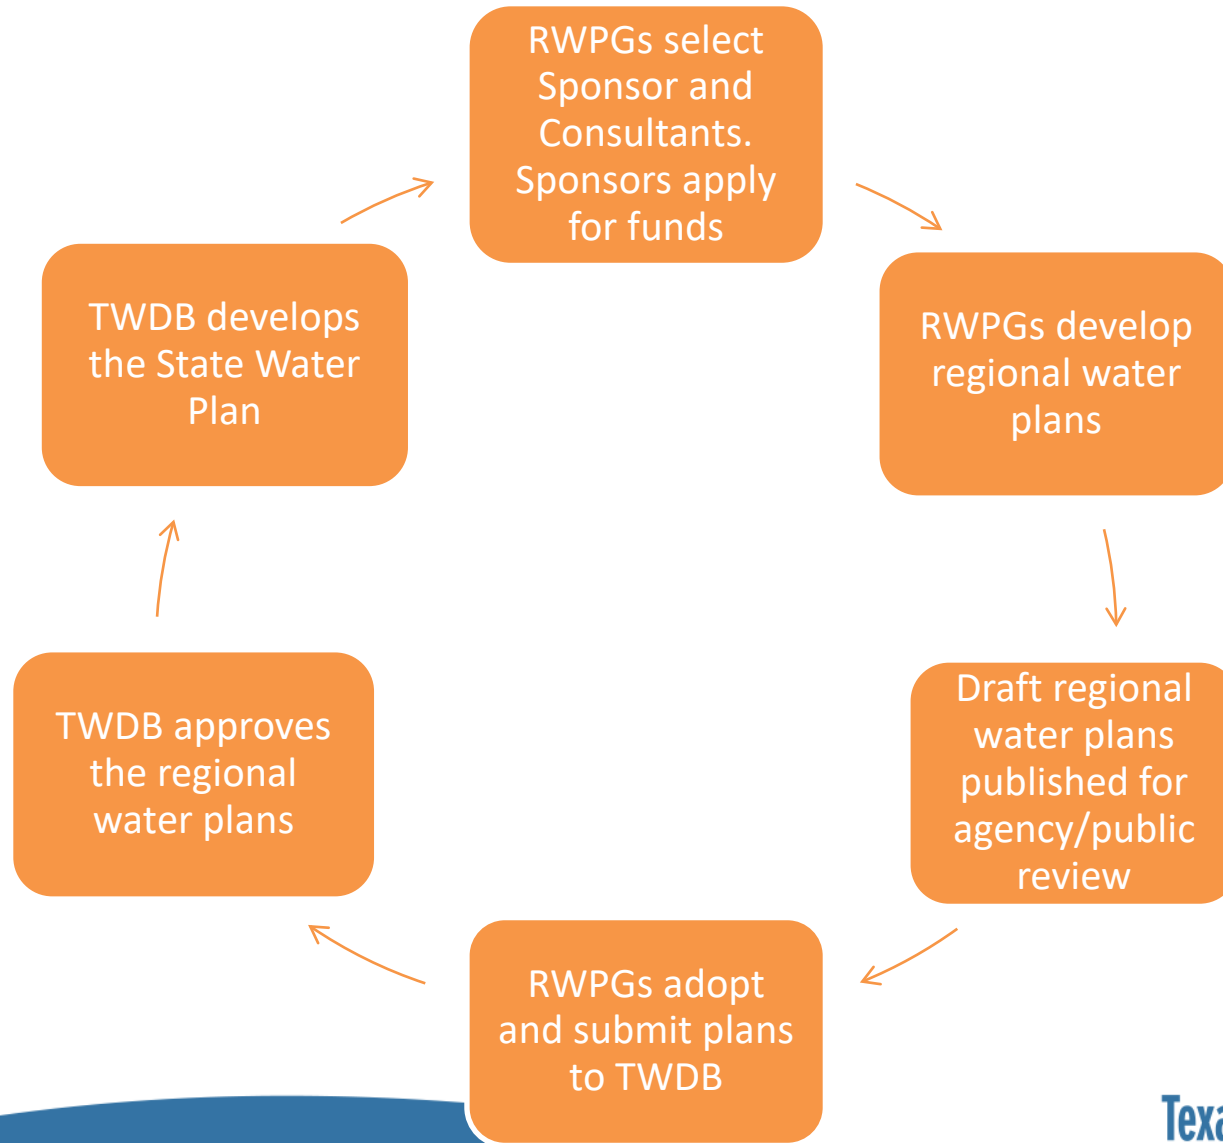 RWPGs select
Sponsor and
Consultants.
Sponsors apply
for funds
RWPGs develop
regional water
plans
Draft regional
water plans
published for
agency/public
review
RWPGs adopt
and submit plans
to TWDB
TWDB approves
the regional
water plans
TWDB develops
the State Water
Plan
Texa